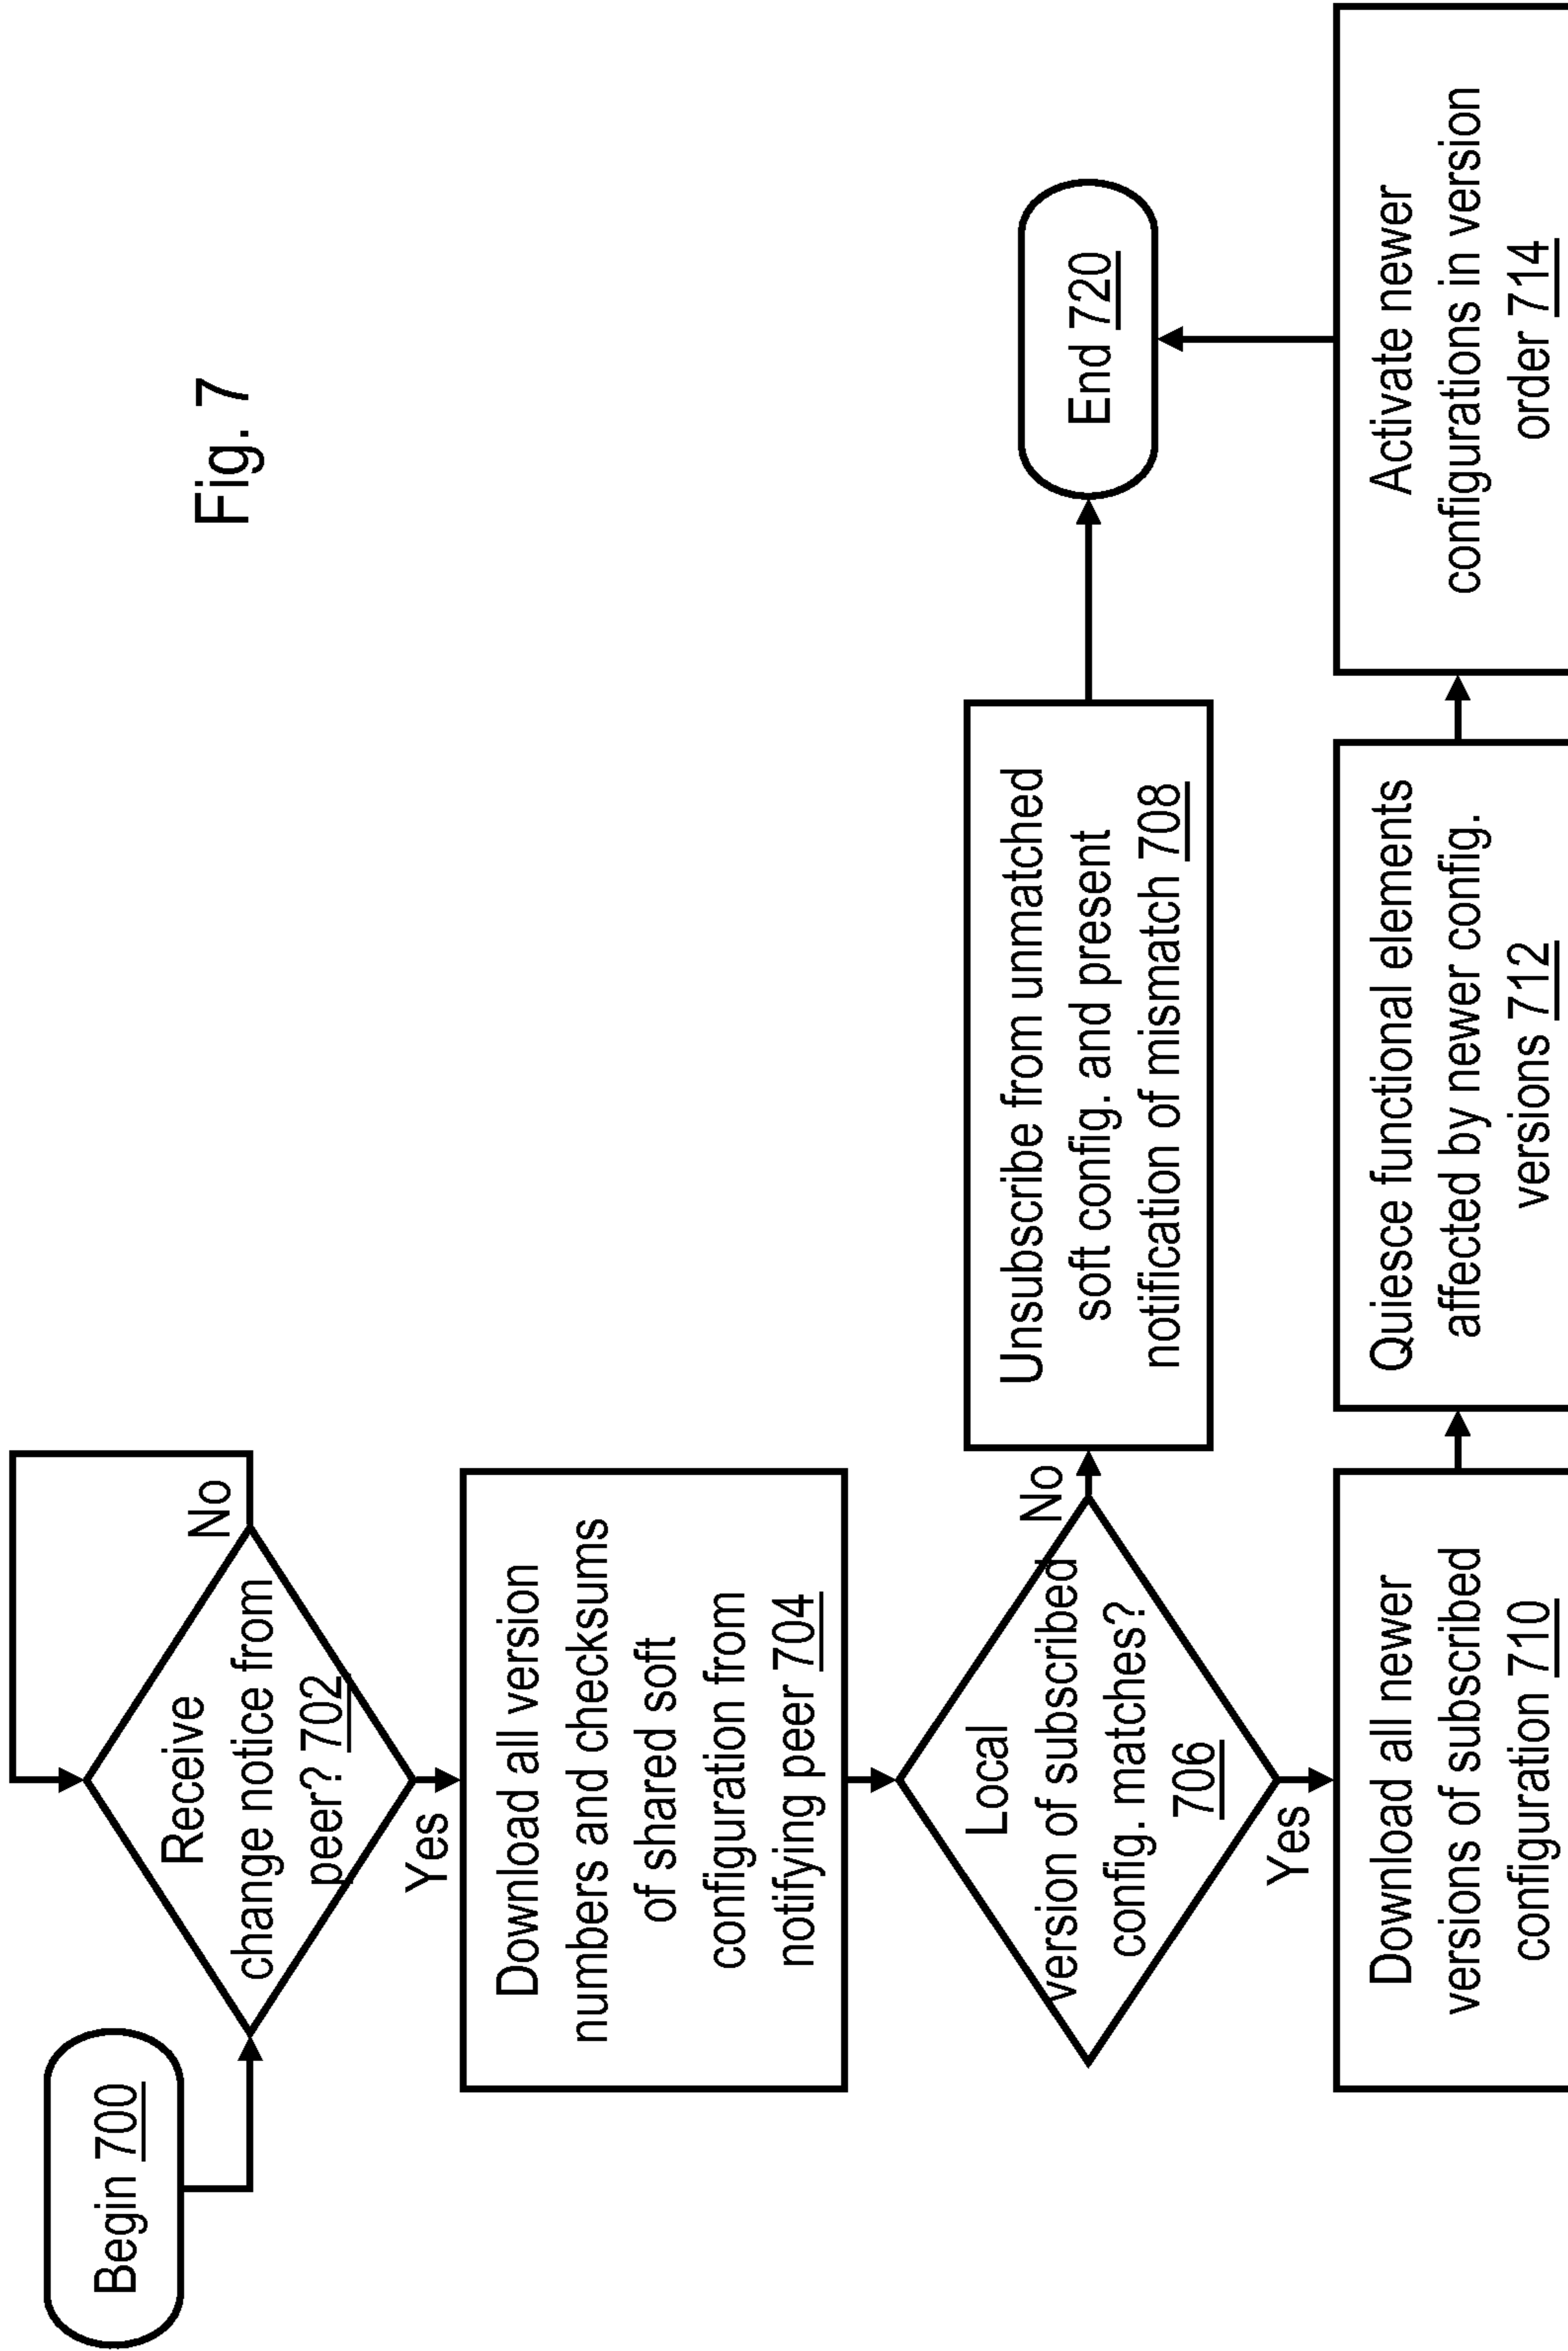 Fig. 7
Begin 700
Receive
change notice from
peer? 702
No
Yes
Download all version
numbers and checksums
of shared soft
configuration from
notifying peer 704
Local
version of subscribed
config. matches?
706
No
Yes
Unsubscribe from unmatched
soft config. and present
notification of mismatch 708
End 720
Download all newer
versions of subscribed
configuration 710
Quiesce functional elements
affected by newer config.
versions 712
Activate newer
configurations in version
order 714